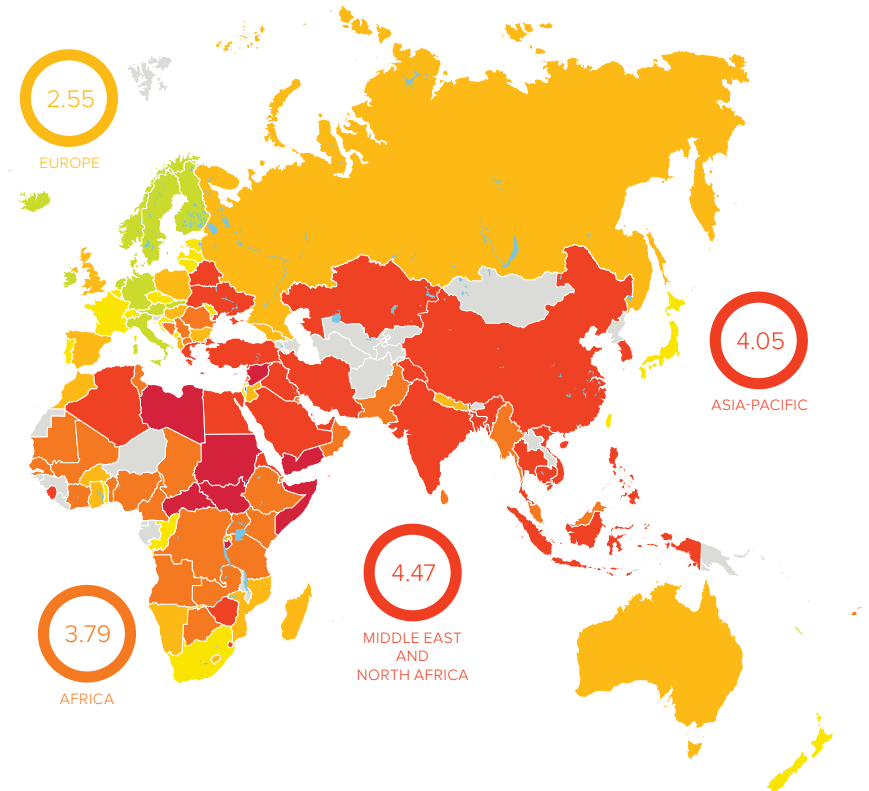 2.55
EUROPE
4.05
ASIA-PACIFIC
4.47
MIDDLE EAST
AND
NORTH AFRICA
3.79
AFRICA